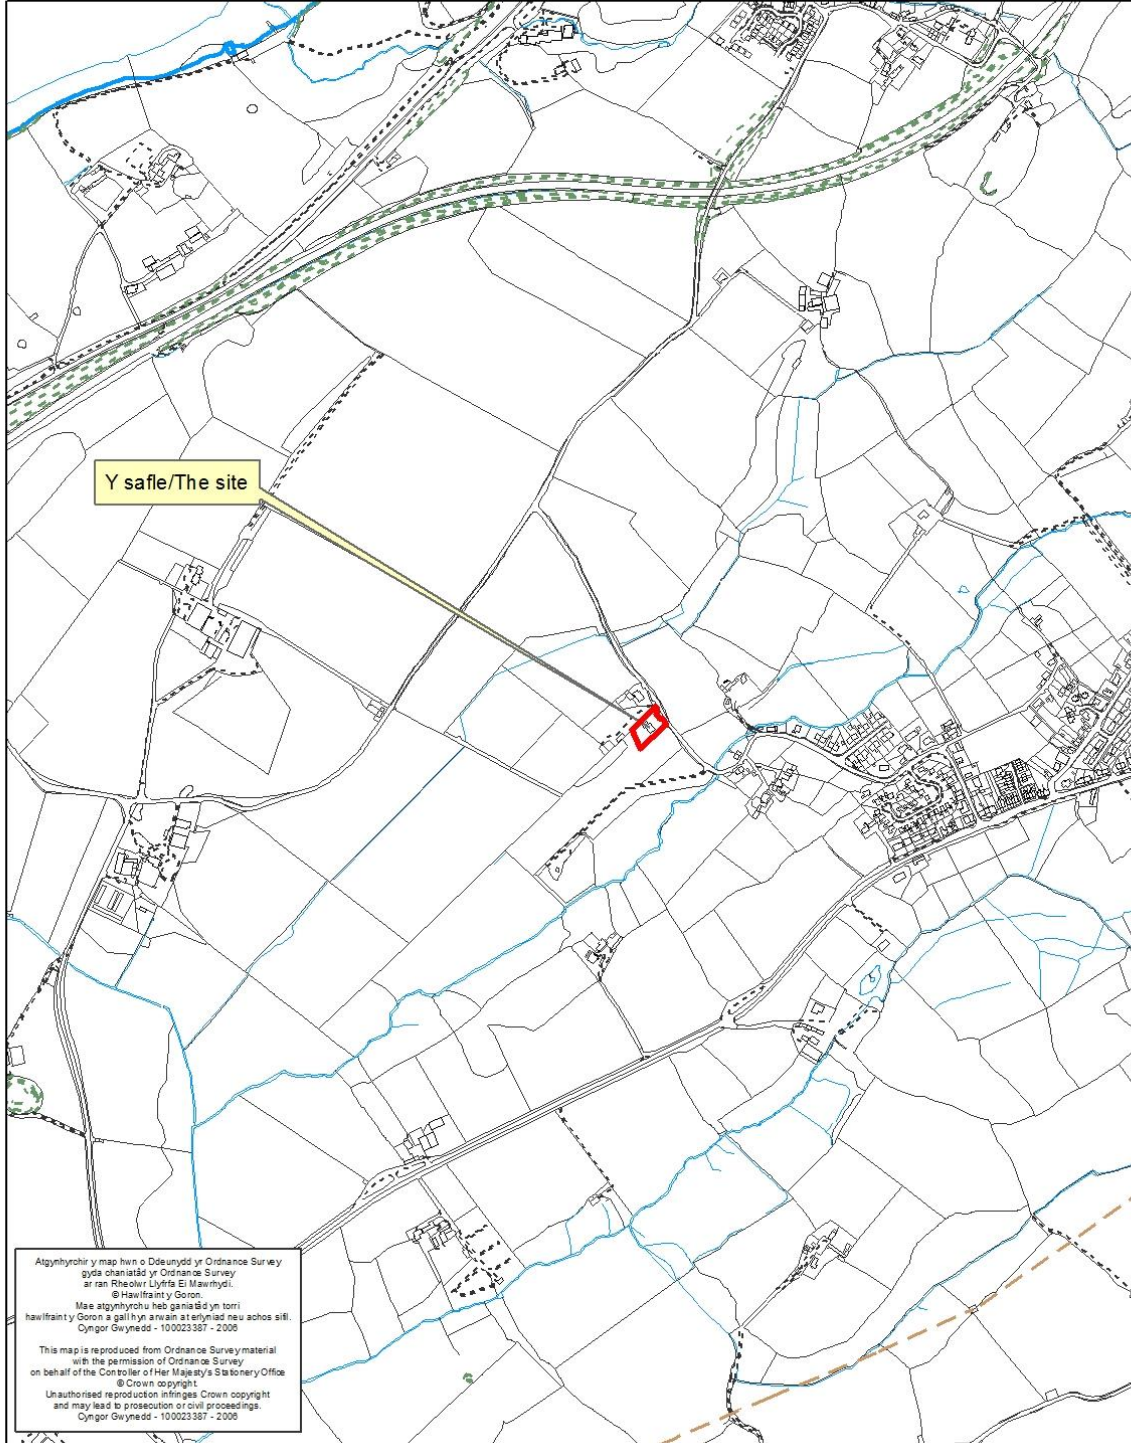 Y safle/The site
Atgynhyrchir y map hwn o Ddeunydd yr Ordnance Survey
gyda chaniatâd yr Ordnance Survey
ar ran Rheolwr Llyfrfa Ei Mawrhydi.
© Hawlfraint y Goron.
Mae atgynhyrchu heb ganiatâd yn torri
hawlfraint y Goron a gall hyn arwain at erlyniad neu achos sifil.
Cyngor Gwynedd - 100023387 - 2006
This map is reproduced from Ordnance Survey material
with the permission of Ordnance Survey
on behalf of the Controller of Her Majesty's Stationery Office
© Crown copyright.
Unauthorised reproduction infringes Crown copyright
and may lead to prosecution or civil proceedings.
Cyngor Gwynedd - 100023387 - 2006